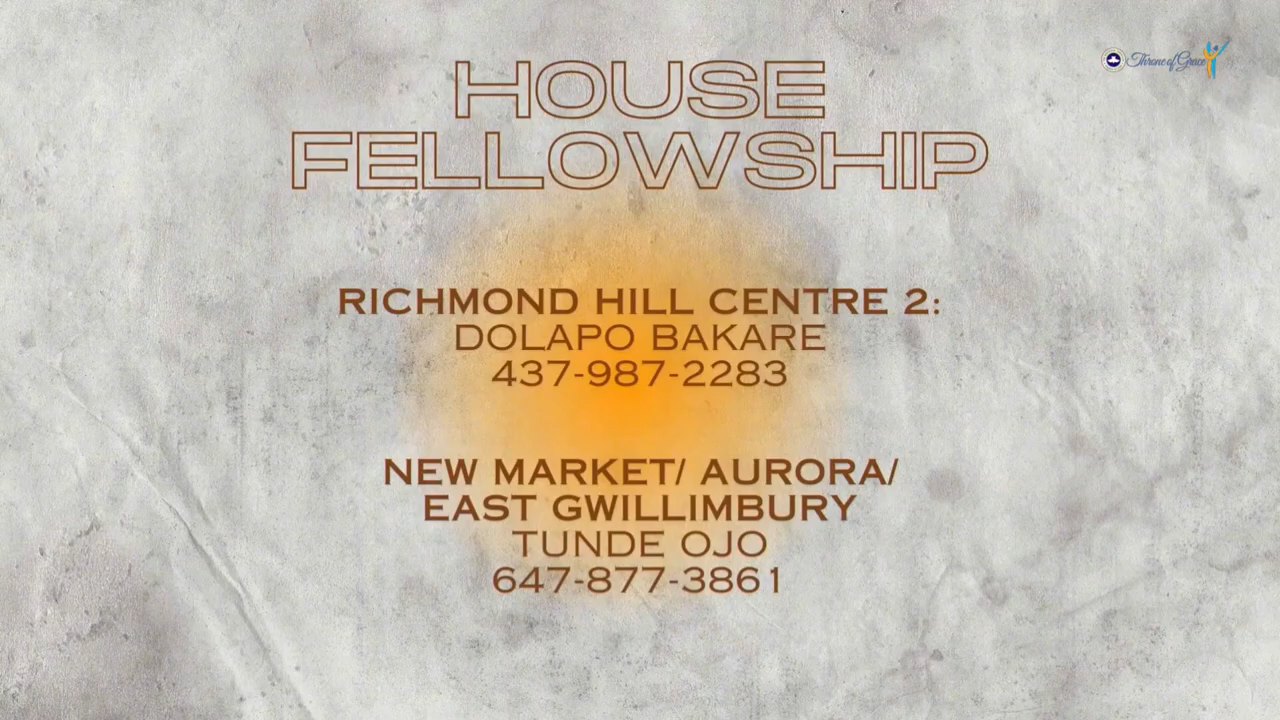 Throne of Grace
HOUSE
FELLOWSHIP
RICHMOND HILL CENTRE 2:
DOLAPO BAKARE
437-987-2283
NEW MARKET/ AURORA/
EAST GWILLIMBURY
TUNDE OJO
647-877-3861